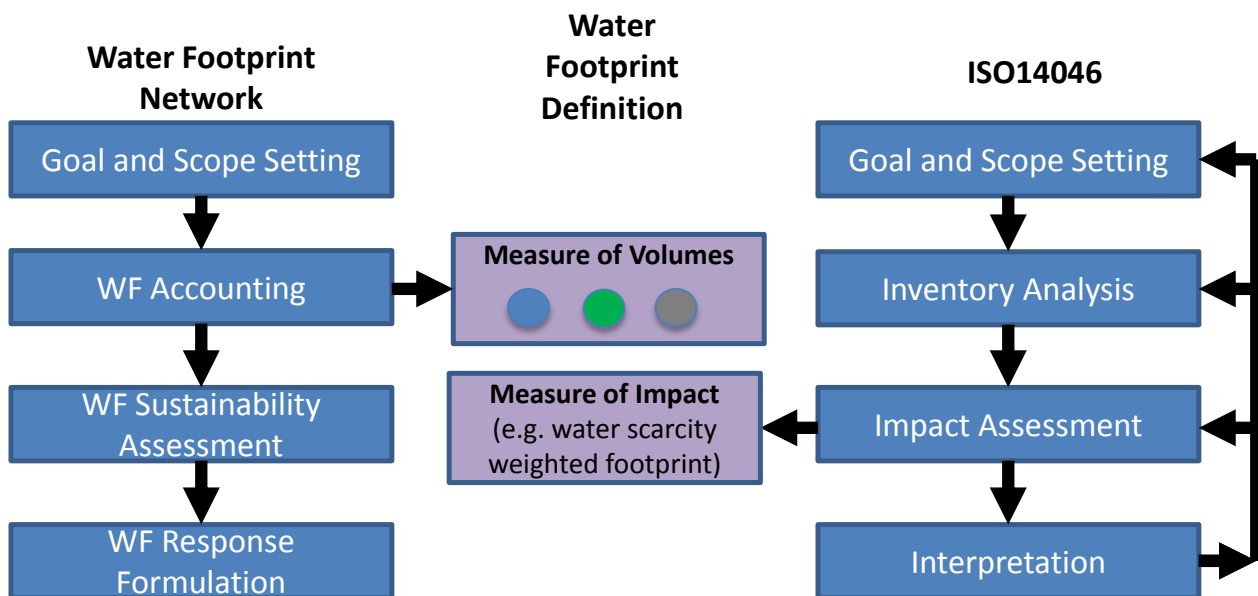 Water Footprint
Network
Water
Footprint
Definition
ISO14046
Goal and Scope Setting
WF Accounting
WF Sustainability
Assessment
WF Response
Formulation
Measure of Volumes
Measure of Impact
(e.g. water scarcity
weighted footprint)
Goal and Scope Setting
Inventory Analysis
Impact Assessment
Interpretation